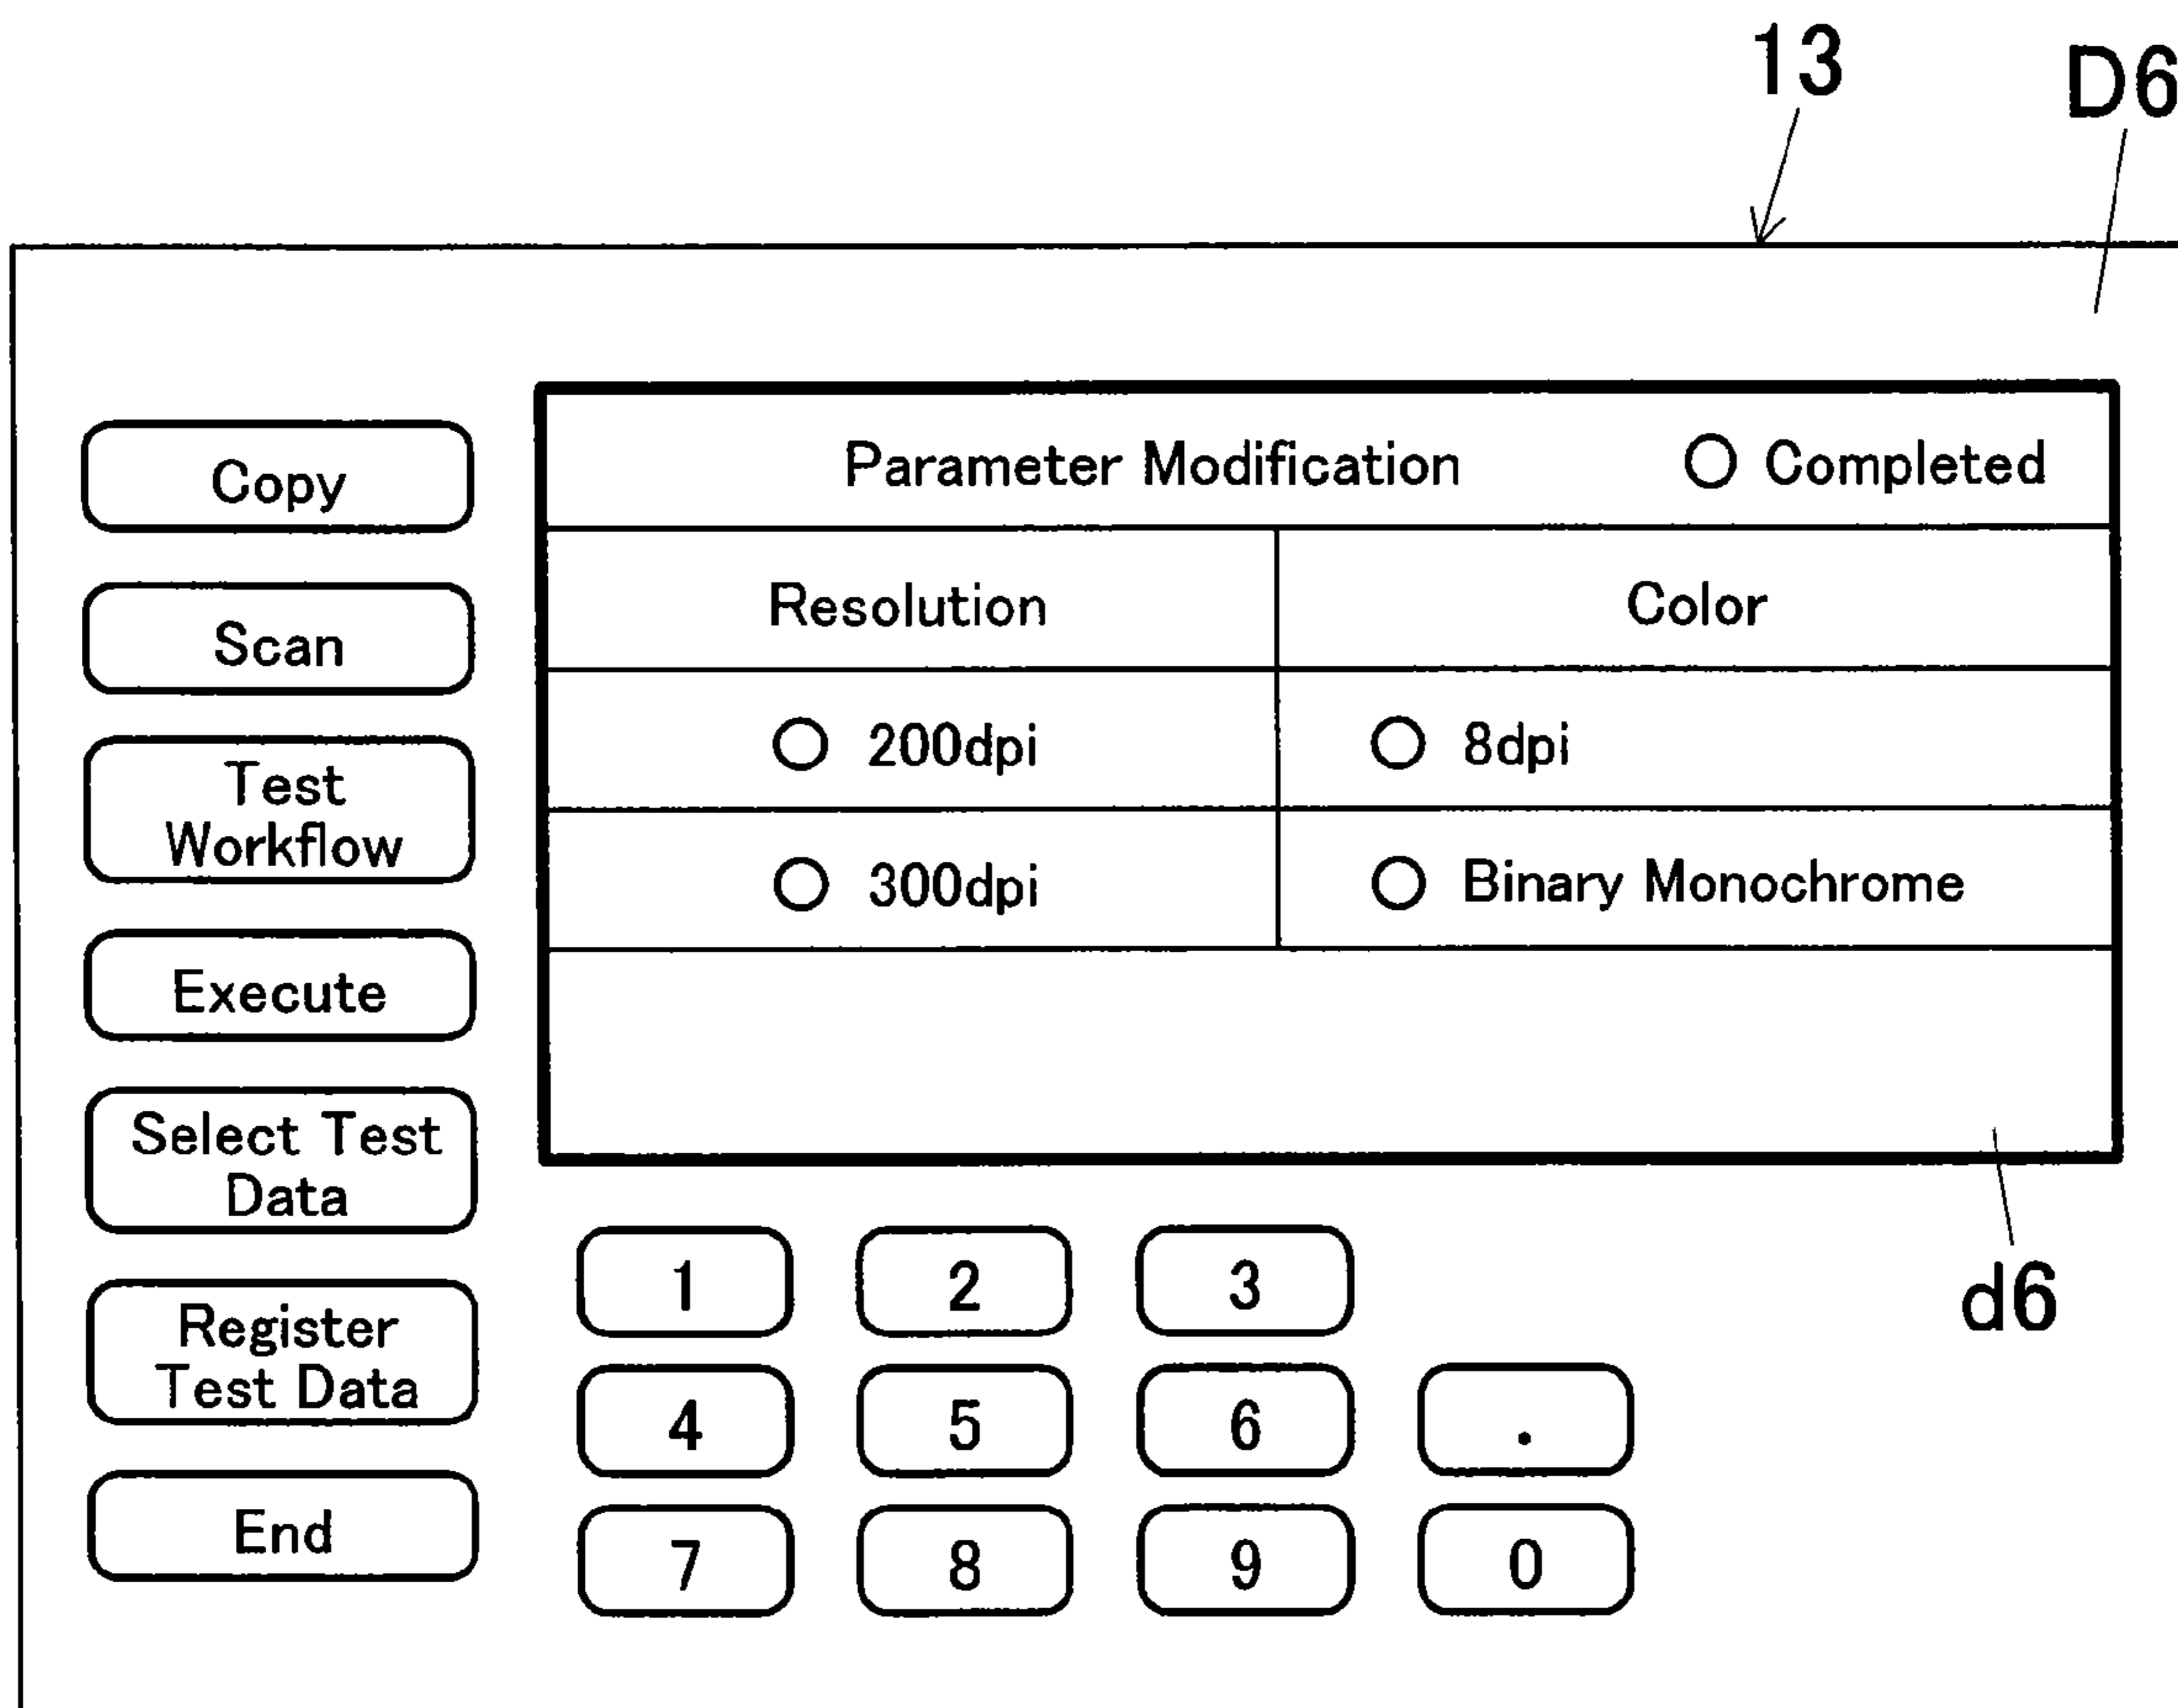 13
D6
Copy
Scan
Test
Workflow
Execute
Select Test
Data
Register
Test Data
End
Parameter Modification ○ Completed
Resolution Color
○ 200dpi ○ 8dpi
○ 300dpi ○ Binary Monochrome
d6
1 2 3
4 5 6 .
7 8 9 0